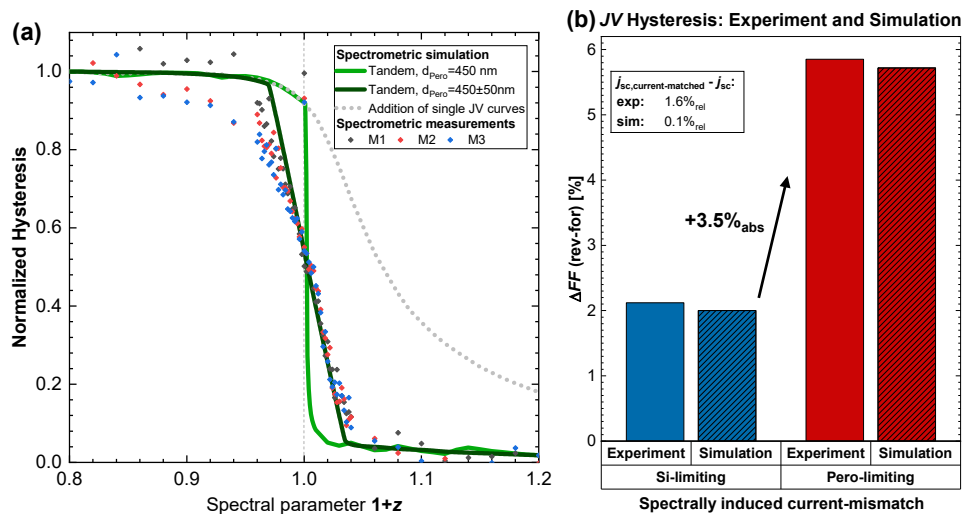 (a)
Normalized Hysteresis
1.0
0.8
0.6
0.4
0.2
0.0
0.8 0.9 1.0 1.1 1.2
Spectral parameter 1+z
Spectrometric simulation
Tandem, dPero=450 nm
Tandem, dPero=450±50nm
Addition of single JV curves
Spectrometric measurements
M1 M2 M3
(b) JV Hysteresis: Experiment and Simulation
ΔFF (rev-for) [%]
6
5
4
3
2
1
0
jsc,current-matched - jsc:
exp: 1.6%rel
sim: 0.1%rel
+3.5%abs
Experiment Simulation Experiment Simulation
Si-limiting Pero-limiting
Spectrally induced current-mismatch